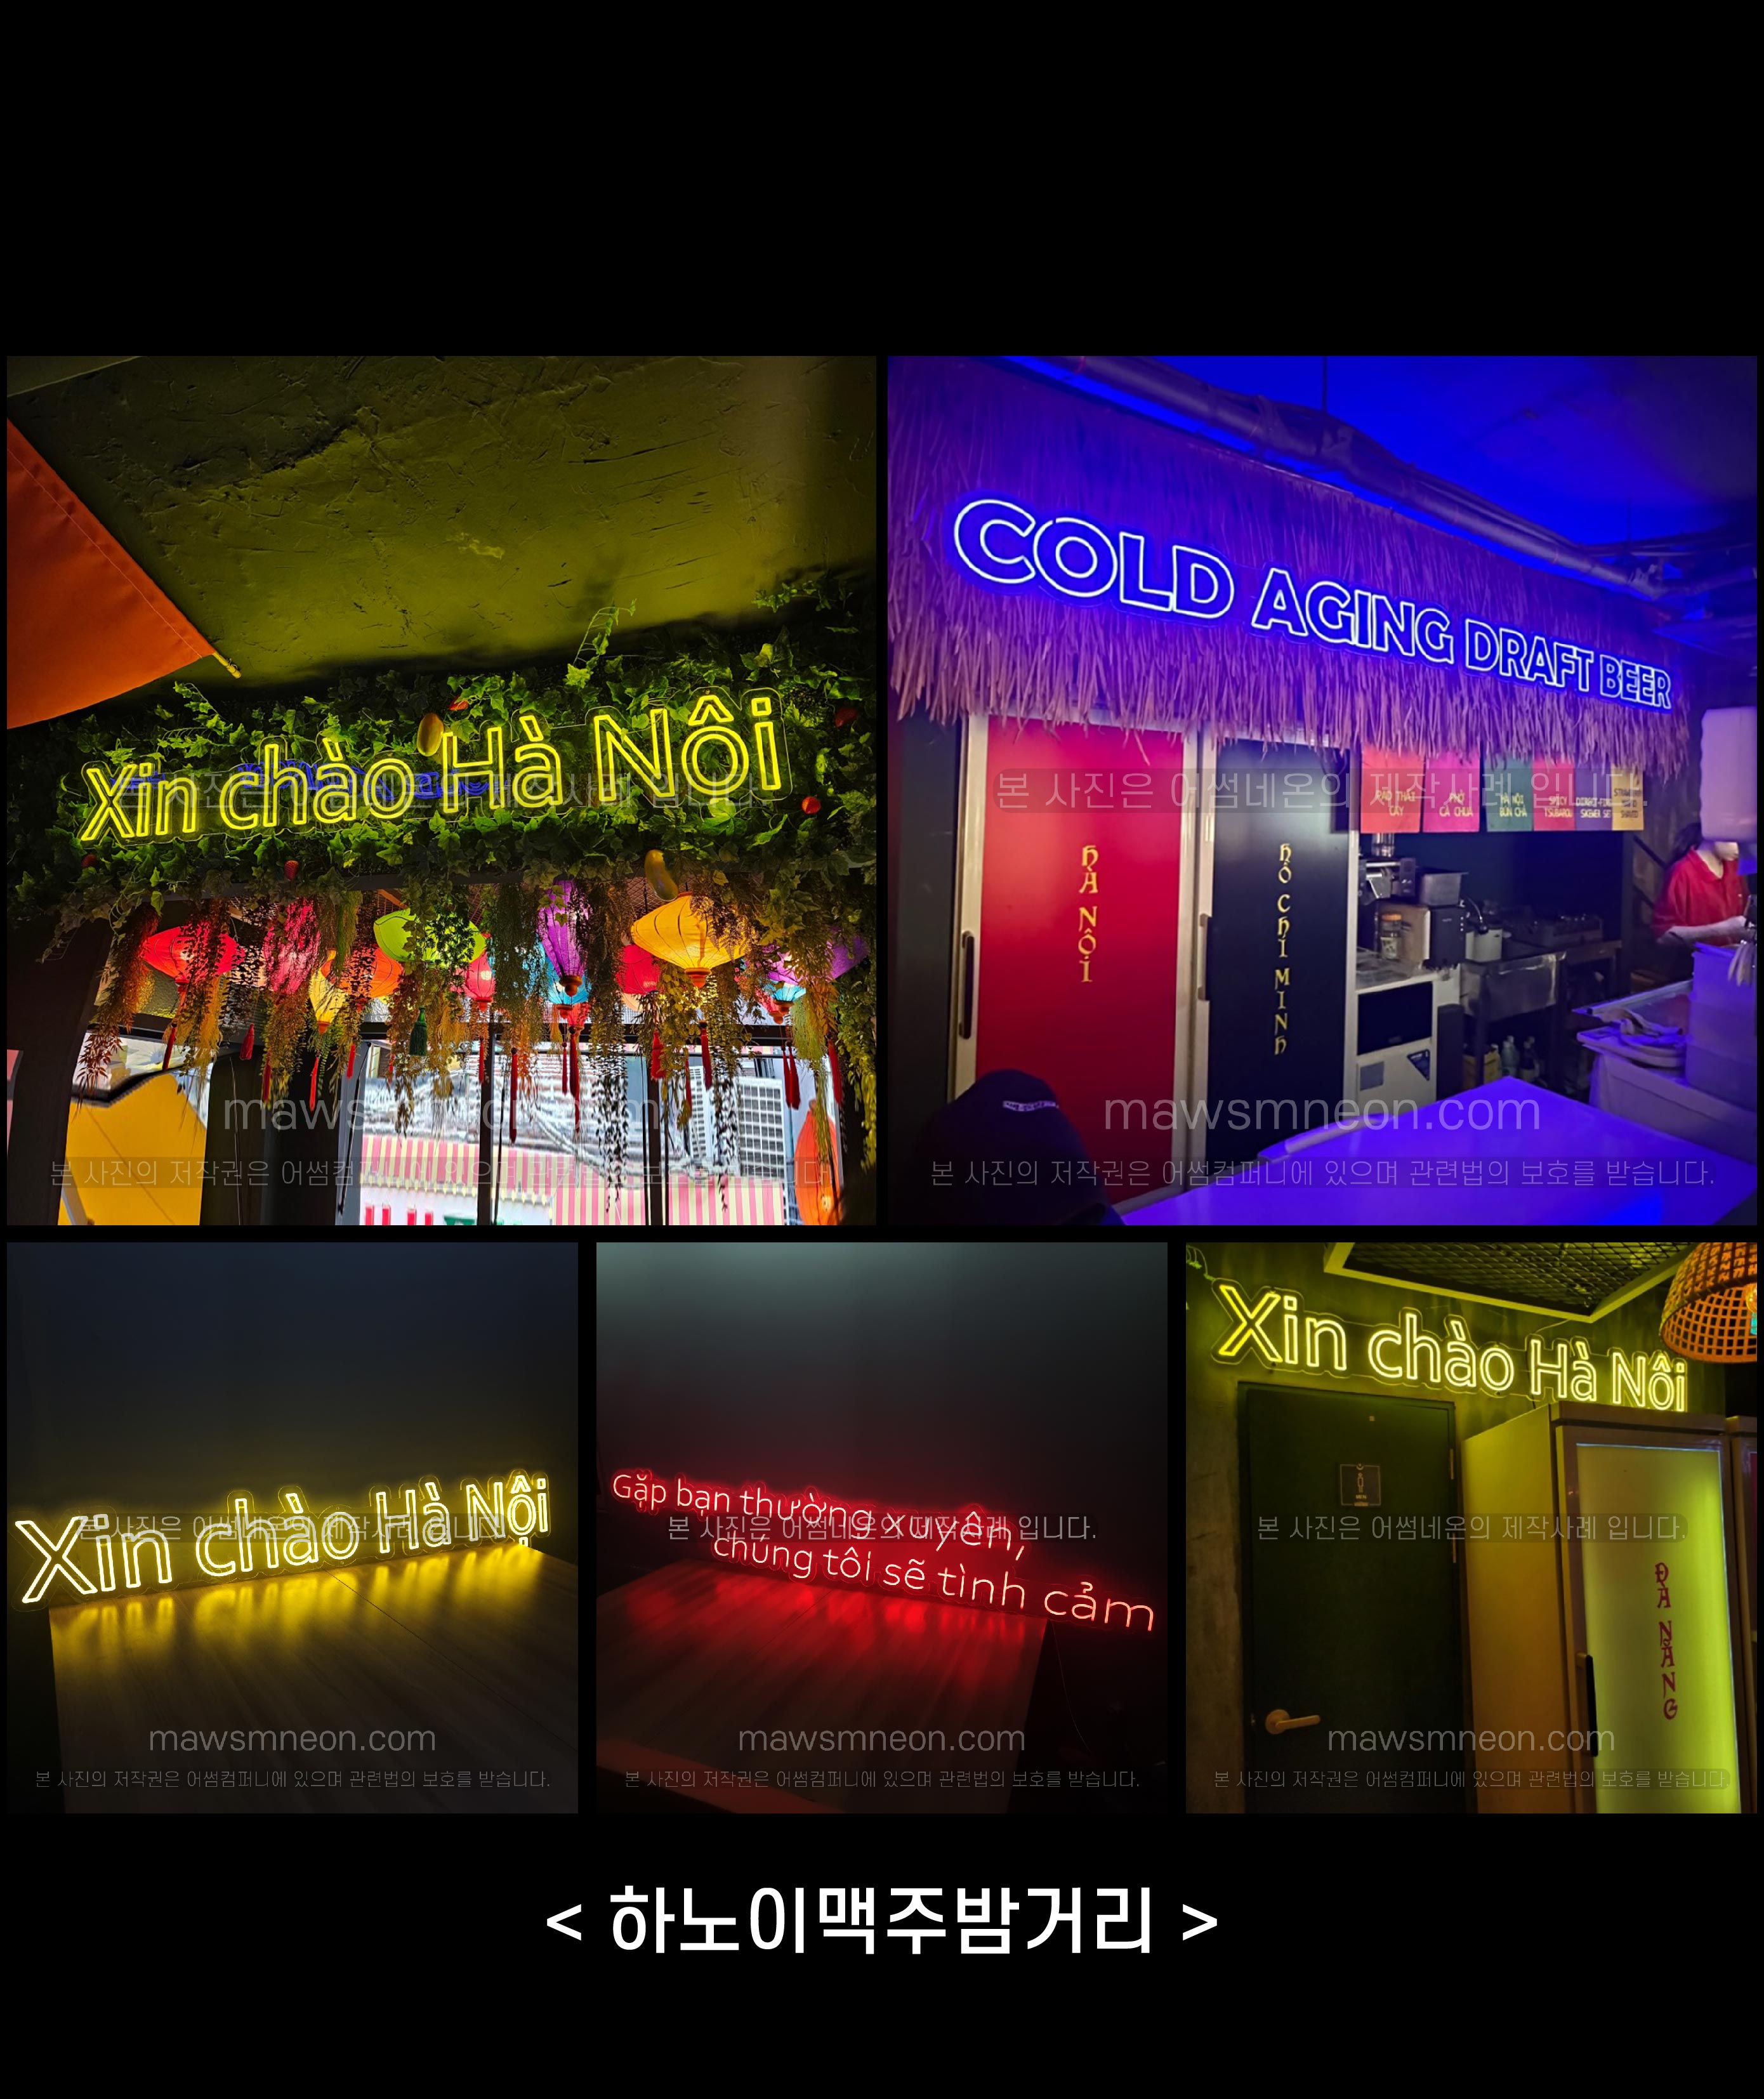 Xin chào Hà Nôi
본 사진은 어썸네온의 제작사례 입니다.
mawsmneon.com
본 사진의 저작권은 어썸컴퍼니에 있으며 관련법의 보호를 받습니다.
COLD AGING DRAFT BEER
본 사진은 어썸네온의 제작사례 입니다.
PHỞ
GÀ CHUA
HÀ NỘI
BÚN CHẢ
HÀ NỘI
HỒ CHÍ MINH
mawsmneon.com
본 사진의 저작권은 어썸컴퍼니에 있으며 관련법의 보호를 받습니다.
Xin chào Hà Nội
본 사진은 어썸네온의 제작사례 입니다.
mawsmneon.com
본 사진의 저작권은 어썸컴퍼니에 있으며 관련법의 보호를 받습니다.
Gặp bạn thường xuyên,
chúng tôi sẽ tình cảm
본 사진은 어썸네온의 제작사례 입니다.
mawsmneon.com
본 사진의 저작권은 어썸컴퍼니에 있으며 관련법의 보호를 받습니다.
Xin chào Hà Nôi
본 사진은 어썸네온의 제작사례 입니다.
ĐA NANG
mawsmneon.com
본 사진의 저작권은 어썸컴퍼니에 있으며 관련법의 보호를 받습니다.
< 하노이맥주밤거리 >